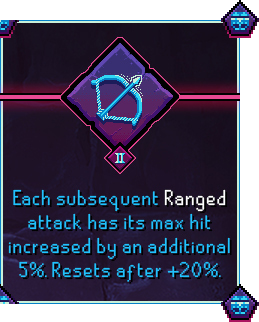 II
Each subsequent Ranged
attack has its max hit
increased by an additional
5%. Resets after +20%.